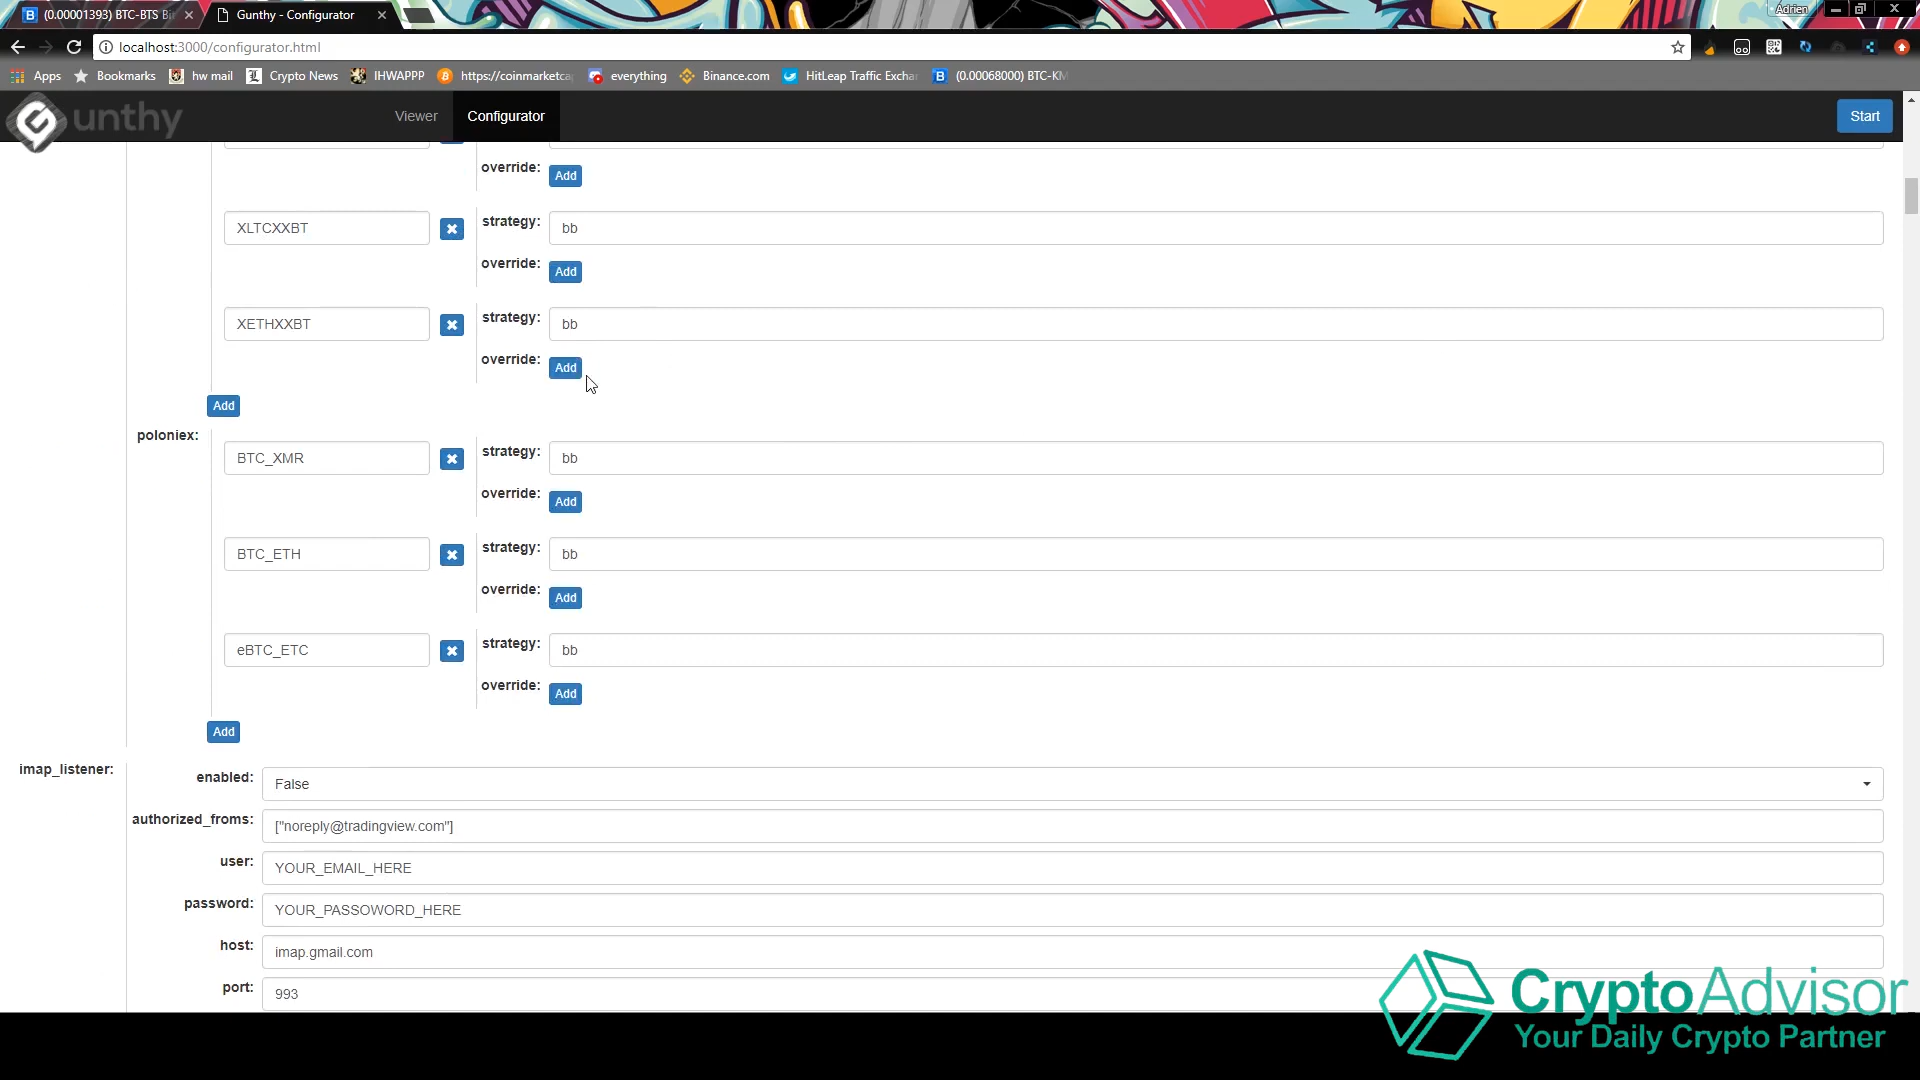 (0.00001393) BTC-BTS Bi
Gunthy - Configurator
Adrien
localhost:3000/configurator.html
Apps
Bookmarks
hw mail
Crypto News
IHWAPPP
https://coinmarketca
everything
Binance.com
HitLeap Traffic Exchar
(0.00068000) BTC-KM
unthy
Viewer
Configurator
Start
override:
Add
XLTCXXBT
strategy:
bb
override:
Add
XETHXXBT
strategy:
bb
override:
Add
Add
poloniex:
BTC_XMR
strategy:
bb
override:
Add
BTC_ETH
strategy:
bb
override:
Add
eBTC_ETC
strategy:
bb
override:
Add
Add
imap_listener:
enabled:
False
authorized_froms:
["noreply@tradingview.com"]
user:
YOUR_EMAIL_HERE
password:
YOUR_PASSOWORD_HERE
host:
imap.gmail.com
port:
993
CryptoAdvisor
Your Daily Crypto Partner